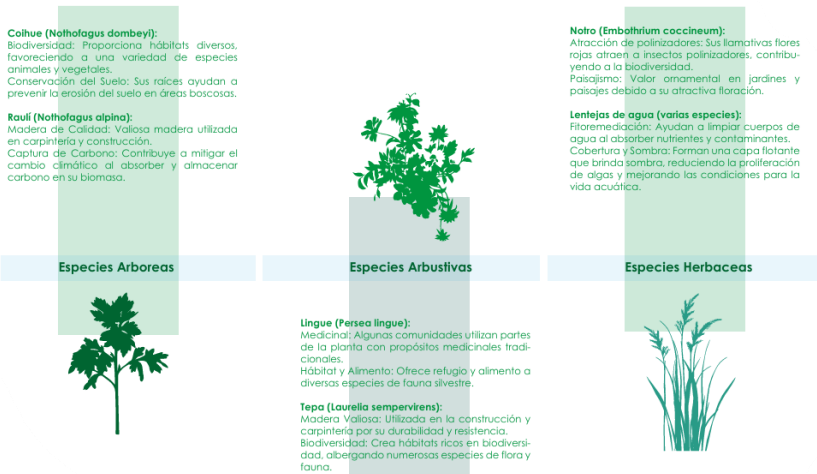 Coihue (Nothofagus dombeyi):
Biodiversidad: Proporciona hábitats diversos,
favoreciendo a una variedad de especies
animales y vegetales.
Conservación del Suelo: Sus raíces ayudan a
prevenir la erosión del suelo en áreas boscosas.
Raulí (Nothofagus alpina):
Madera de Calidad: Valiosa madera utilizada
en carpintería y construcción.
Captura de Carbono: Contribuye a mitigar el
cambio climático al absorber y almacenar
carbono en su biomasa.
Especies Arboreas
Especies Arbustivas
Lingue (Persea lingue):
Medicinal: Algunas comunidades utilizan partes
de la planta con propósitos medicinales tradi-
cionales.
Hábitat y Alimento: Ofrece refugio y alimento a
diversas especies de fauna silvestre.
Tepa (Laurelia sempervirens):
Madera Valiosa: Utilizada en la construcción y
carpintería por su durabilidad y resistencia.
Biodiversidad: Crea hábitats ricos en biodiversi-
dad, albergando numerosas especies de flora y
fauna.
Notro (Embothrium coccineum):
Atracción de polinizadores: Sus llamativas flores
rojas atraen a insectos polinizadores, contribu-
yendo a la biodiversidad.
Paisajismo: Valor ornamental en jardines y
paisajes debido a su atractiva floración.
Lentejas de agua (varias especies):
Fitoremediación: Ayudan a limpiar cuerpos de
agua al absorber nutrientes y contaminantes.
Cobertura y Sombra: Forman una capa flotante
que brinda sombra, reduciendo la proliferación
de algas y mejorando las condiciones para la
vida acuática.
Especies Herbaceas